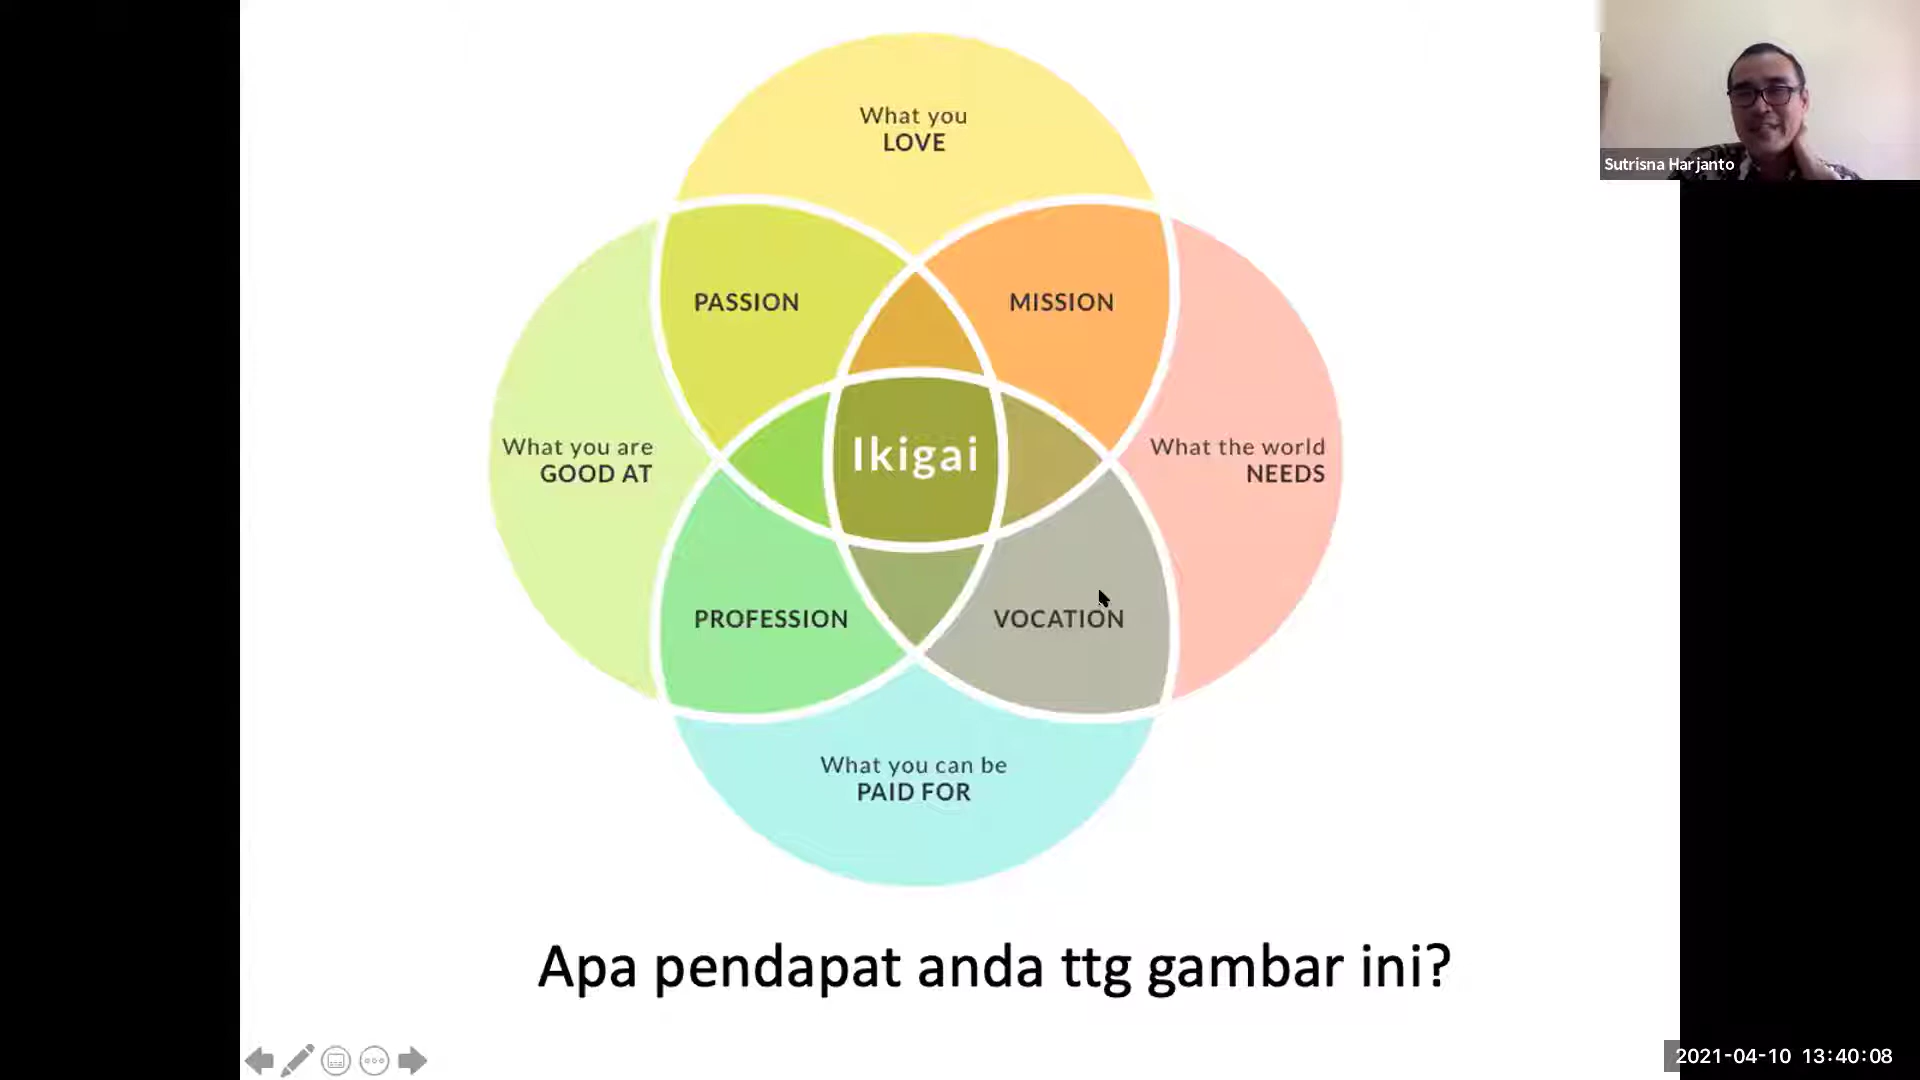 What you
LOVE
Sutrisna Harjanto
PASSION
MISSION
What you are
GOOD AT
Ikigai
What the world
NEEDS
PROFESSION
VOCATION
What you can be
PAID FOR
Apa pendapat anda ttg gambar ini?
2021-04-10 13:40:08